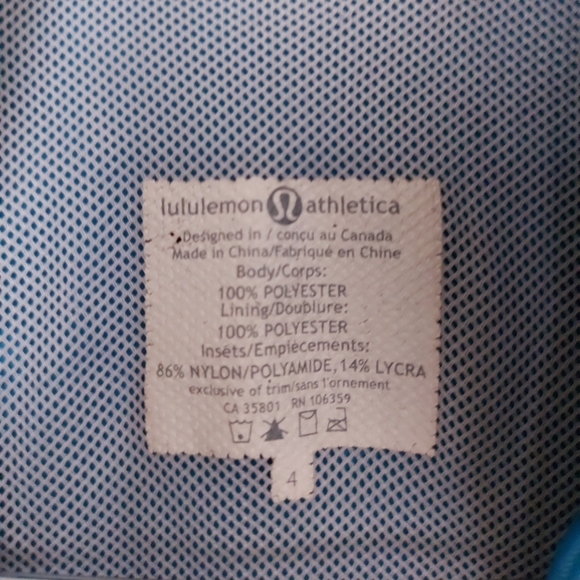 lululemon athletica
Designed in / conçu au Canada
Made in China/Fabriqué en Chine
Body/Corps:
100% POLYESTER
Lining/Doublure:
100% POLYESTER
Insets/Empiecements:
86% NYLON/POLYAMIDE, 14% LYCRA
exclusive of trim/sans l'ornement
CA 35801 RN 106359
4